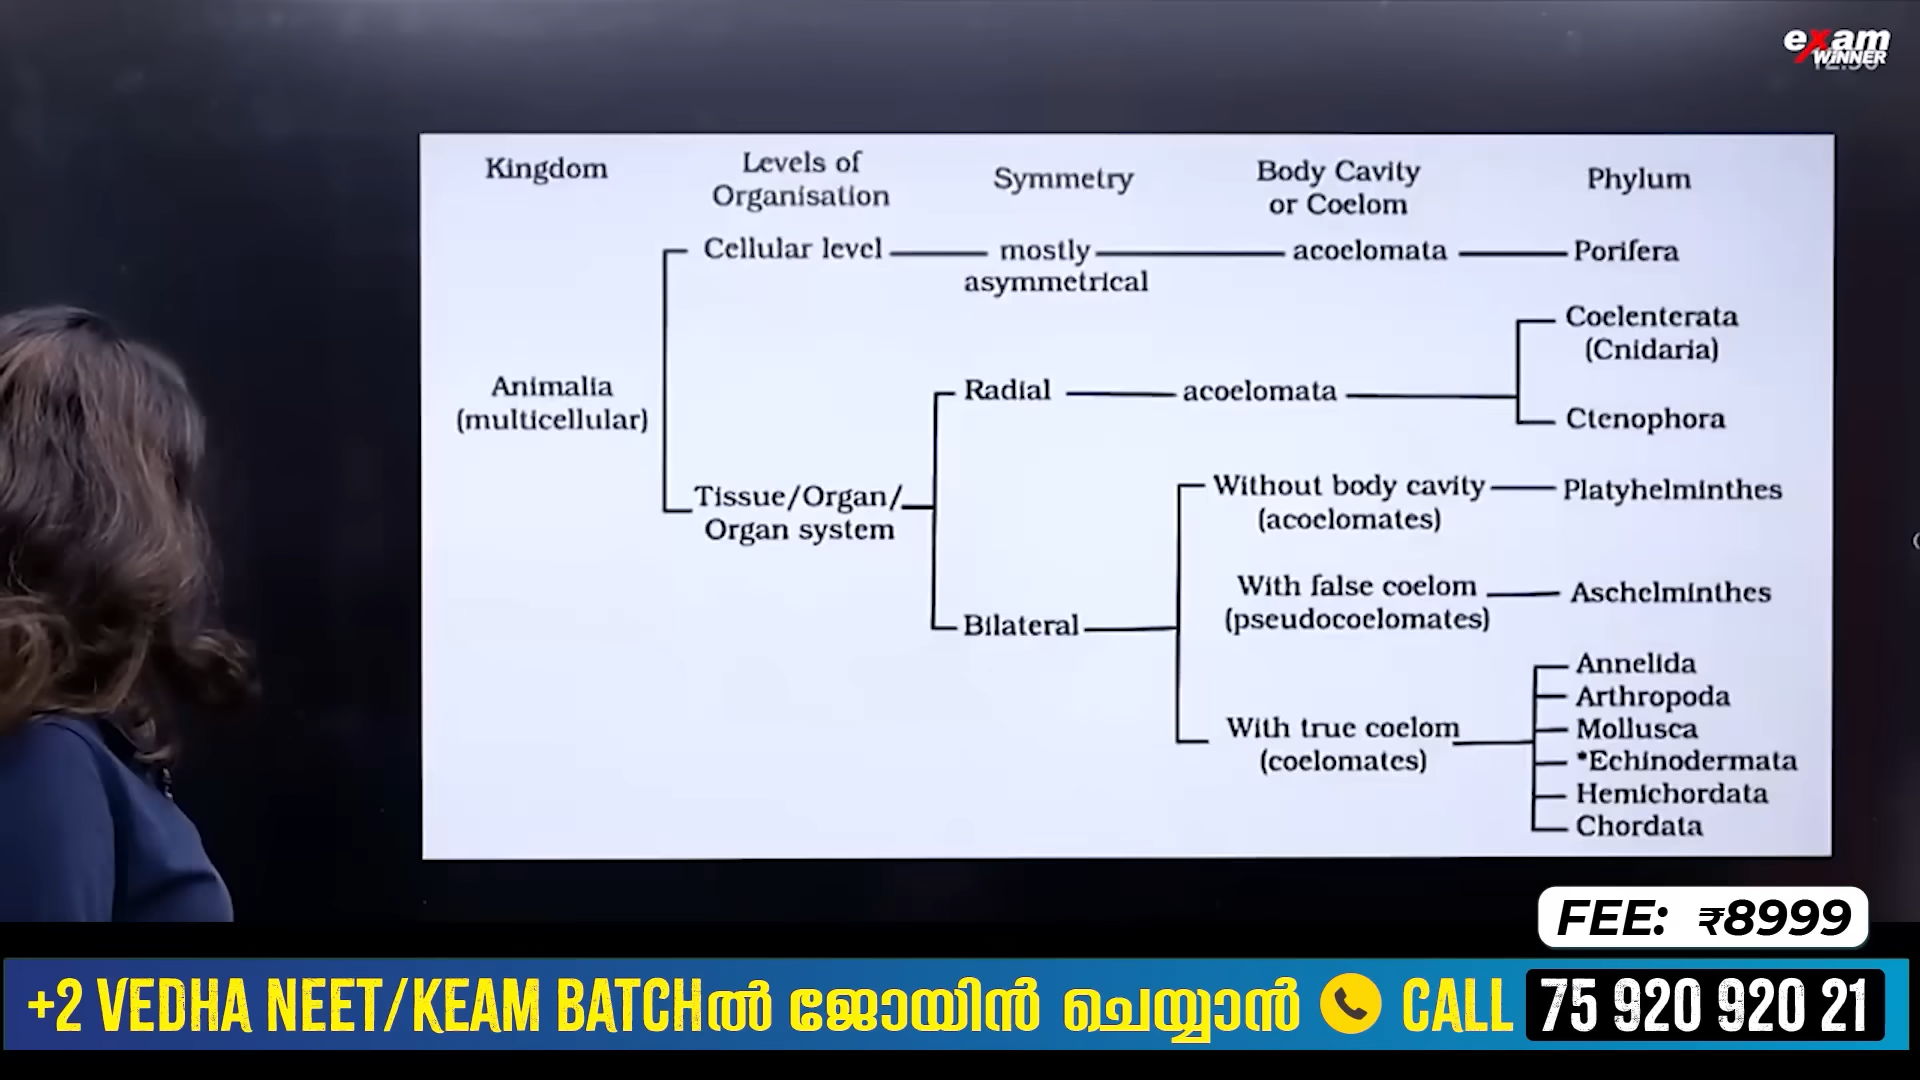 exam
WINNER
Kingdom
Levels of
Organisation
Symmetry
Body Cavity
or Coelom
Phylum
Cellular level
mostly
asymmetrical
acoelomata
Porifera
Animalia
(multicellular)
Tissue/Organ/
Organ system
Radial
acoelomata
Coelenterata
(Cnidaria)
Ctenophora
Bilateral
Without body cavity
(acoelomates)
Platyhelminthes
With false coelom
(pseudocoelomates)
Aschelminthes
With true coelom
(coelomates)
Annelida
Arthropoda
Mollusca
*Echinodermata
Hemichordata
Chordata
FEE: ₹8999
+2 VEDHA NEET/KEAM BATCHൽ ജോയിൻ ചെയ്യാൻ CALL 75 920 920 21